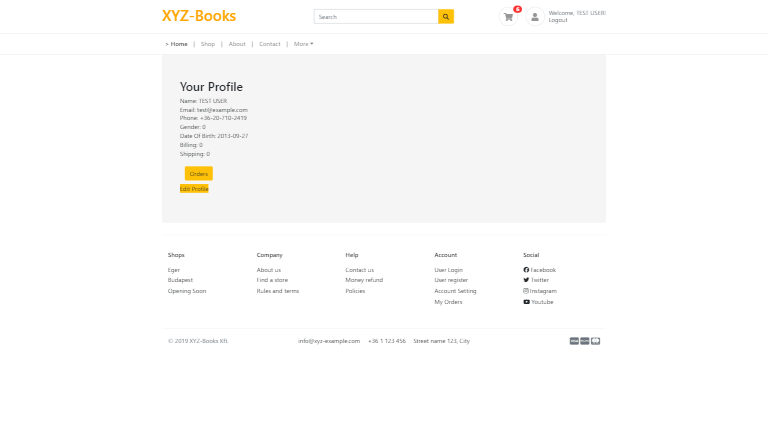 XYZ-Books
Search
6
Welcome, TEST USER!
Logout
> Home | Shop | About | Contact | More
Your Profile
Name: TEST USER
Email: test@example.com
Phone: +36-20-710-2419
Gender: 0
Date Of Birth: 2013-09-27
Billing: 0
Shipping: 0
Orders
Edit Profile
Shops
Eger
Budapest
Opening Soon
Company
About us
Find a store
Rules and terms
Help
Contact us
Money refund
Policies
Account
User Login
User register
Account Setting
My Orders
Social
Facebook
Twitter
Instagram
Youtube
© 2019 XYZ-Books Kft.
info@xyz-example.com +36 1 123 456 Street name 123, City